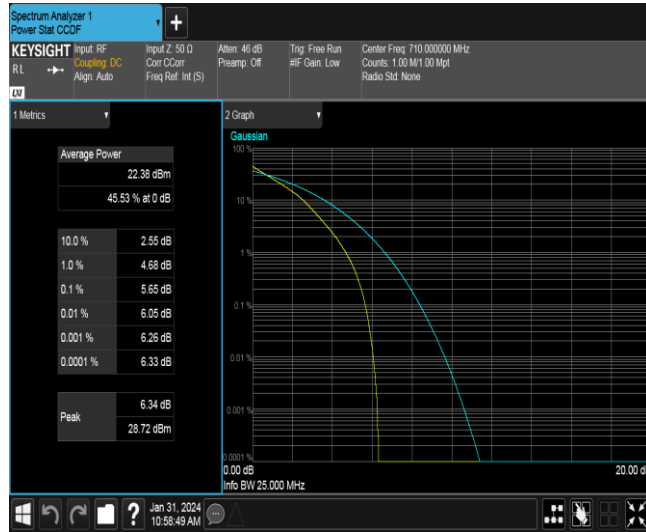 Spectrum Analyzer 1
Power Stat CCDF
KEYSIGHT
Input: RF
Coupling: DC
Align: Auto
Input Z: 50 Ω
Corr CCorr
Freq Ref: Int (S)
Atten: 46 dB
Preamp: Off
Trig: Free Run
#IF Gain: Low
Center Freq: 710.000000 MHz
Counts: 1.00 M/1.00 Mpt
Radio Std: None
RL
LXI
1 Metrics
Average Power
22.38 dBm
45.53 % at 0 dB
10.0 % 2.55 dB
1.0 % 4.68 dB
0.1 % 5.65 dB
0.01 % 6.05 dB
0.001 % 6.26 dB
0.0001 % 6.33 dB
Peak
6.34 dB
28.72 dBm
2 Graph
Gaussian
100 %
10 %
1 %
0.1 %
0.01 %
0.001 %
0.0001 %
0.00 dB
20.00 d
Info BW 25.000 MHz
?
Jan 31, 2024
10:58:49 AM